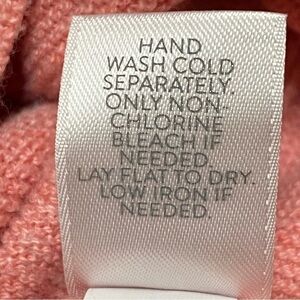 HAND
WASH COLD
SEPARATELY.
ONLY NON-
CHLORINE
BLEACH IF
NEEDED.
LAY FLAT TO DRY.
LOW IRON IF
NEEDED.